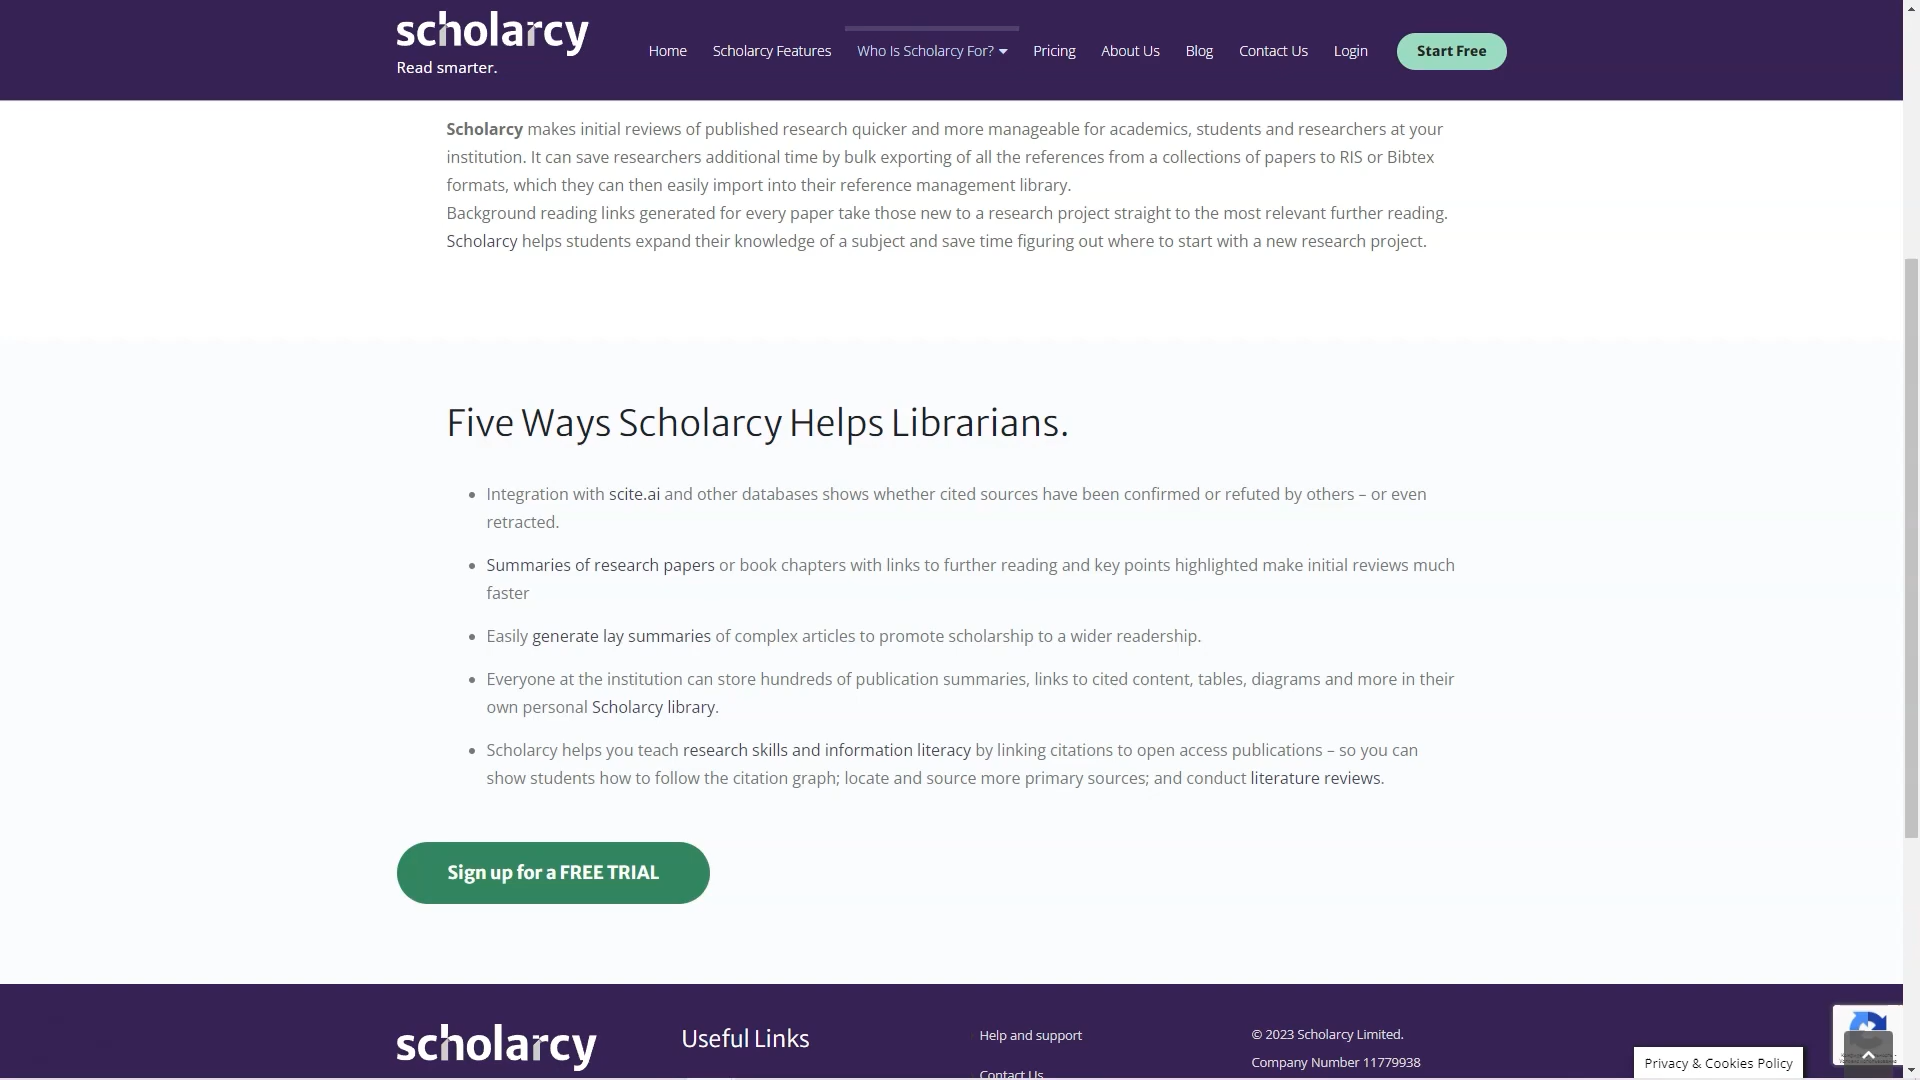 scholarcy
Read smarter.
Home Scholarcy Features Who Is Scholarcy For? Pricing About Us Blog Contact Us Login Start Free
Scholarcy makes initial reviews of published research quicker and more manageable for academics, students and researchers at your
institution. It can save researchers additional time by bulk exporting of all the references from a collections of papers to RIS or Bibtex
formats, which they can then easily import into their reference management library.
Background reading links generated for every paper take those new to a research project straight to the most relevant further reading.
Scholarcy helps students expand their knowledge of a subject and save time figuring out where to start with a new research project.
Five Ways Scholarcy Helps Librarians.
• Integration with scite.ai and other databases shows whether cited sources have been confirmed or refuted by others – or even
retracted.
• Summaries of research papers or book chapters with links to further reading and key points highlighted make initial reviews much
faster
• Easily generate lay summaries of complex articles to promote scholarship to a wider readership.
• Everyone at the institution can store hundreds of publication summaries, links to cited content, tables, diagrams and more in their
own personal Scholarcy library.
• Scholarcy helps you teach research skills and information literacy by linking citations to open access publications – so you can
show students how to follow the citation graph; locate and source more primary sources; and conduct literature reviews.
Sign up for a FREE TRIAL
scholarcy
Useful Links
Help and support
Contact Us
© 2023 Scholarcy Limited.
Company Number 11779938
Privacy & Cookies Policy